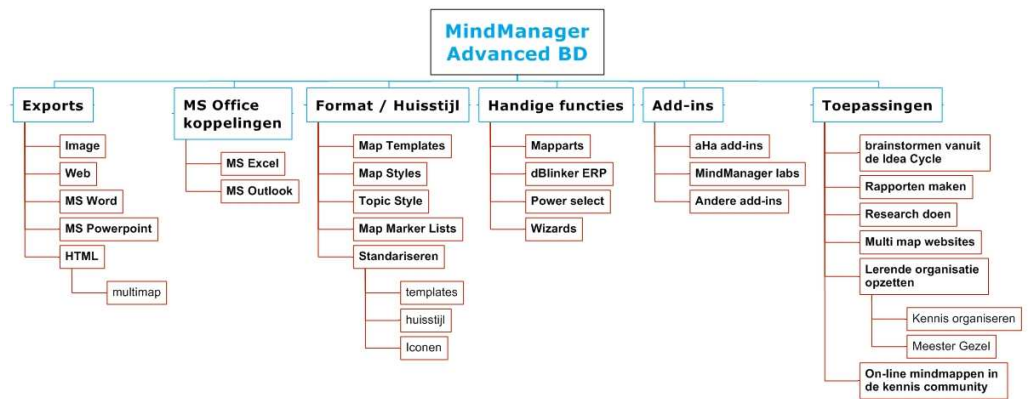 MindManager
Advanced BD
Exports
Image
Web
MS Word
MS Powerpoint
HTML
multimap
MS Office
koppelingen
MS Excel
MS Outlook
Format / Huisstijl
Map Templates
Map Styles
Topic Style
Map Marker Lists
Standariseren
templates
huisstijl
Iconen
Handige functies
Mapparts
dBlinker ERP
Power select
Wizards
Add-ins
aHa add-ins
MindManager labs
Andere add-ins
Toepassingen
brainstormen vanuit
de Idea Cycle
Rapporten maken
Research doen
Multi map websites
Lerende organisatie
opzetten
Kennis organiseren
Meester Gezel
On-line mindmappen in
de kennis community